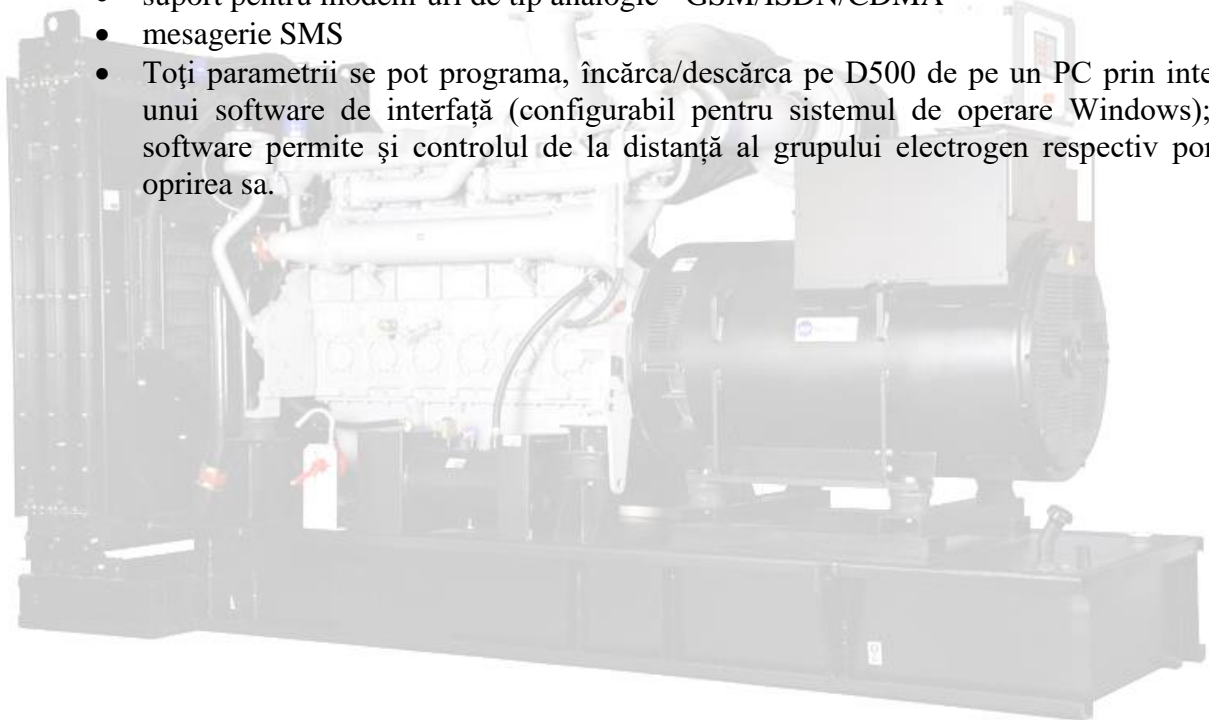 suport pentru modem-uri de tip analogic - GSM/ISDN/CDMA
• mesagerie SMS
• Toţi parametrii se pot programa, încărca/descărca pe D500 de pe un PC prin inte
unui software de interfață (configurabil pentru sistemul de operare Windows);
software permite şi controlul de la distanță al grupului electrogen respectiv por
oprirea sa.